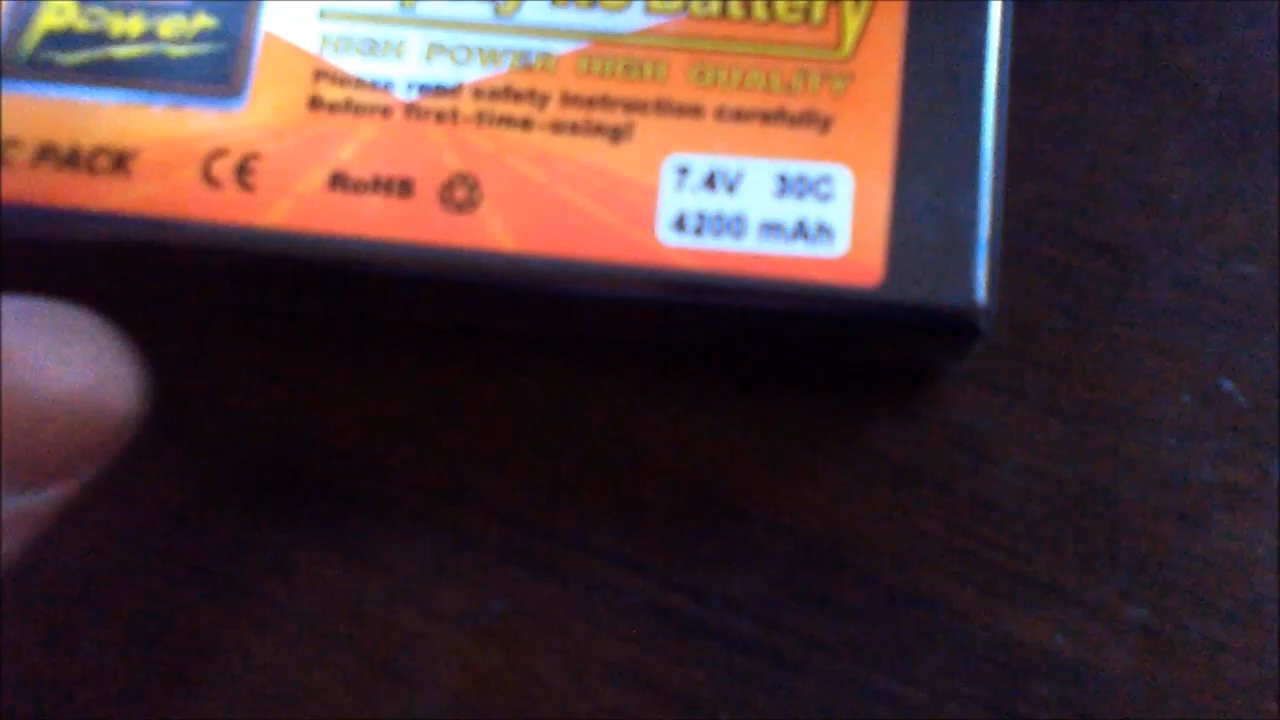 Power
Battery
HIGH POWER HIGH QUALITY
Please read safety instruction carefully
Before first-time-using!
PACK CE RoHS
7.4V 30C
4200 mAh